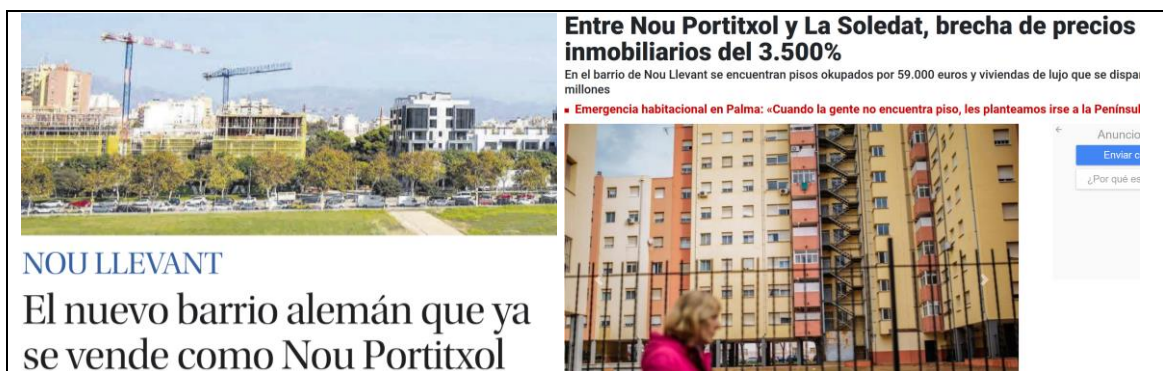 NOU LLEVANT
El nuevo barrio alemán que ya
se vende como Nou Portitxol
Entre Nou Portitxol y La Soledat, brecha de precios
inmobiliarios del 3.500%
En el barrio de Nou Llevant se encuentran pisos okupados por 59.000 euros y viviendas de lujo que se
millones
Emergencia habitacional en Palma: «Cuando la gente no encuentra piso, les planteamos irse a la
Anuncio
Enviar
¿Por qué